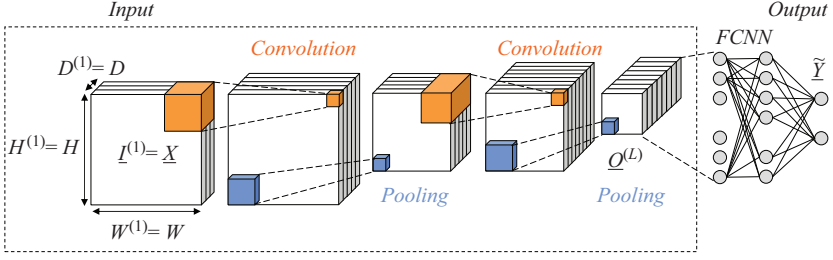 Input
Output
Convolution
Convolution
FCNN
D⁽¹⁾= D
Ỹ
H⁽¹⁾= H
I⁽¹⁾= X
O⁽ᴸ⁾
Pooling
Pooling
W⁽¹⁾= W